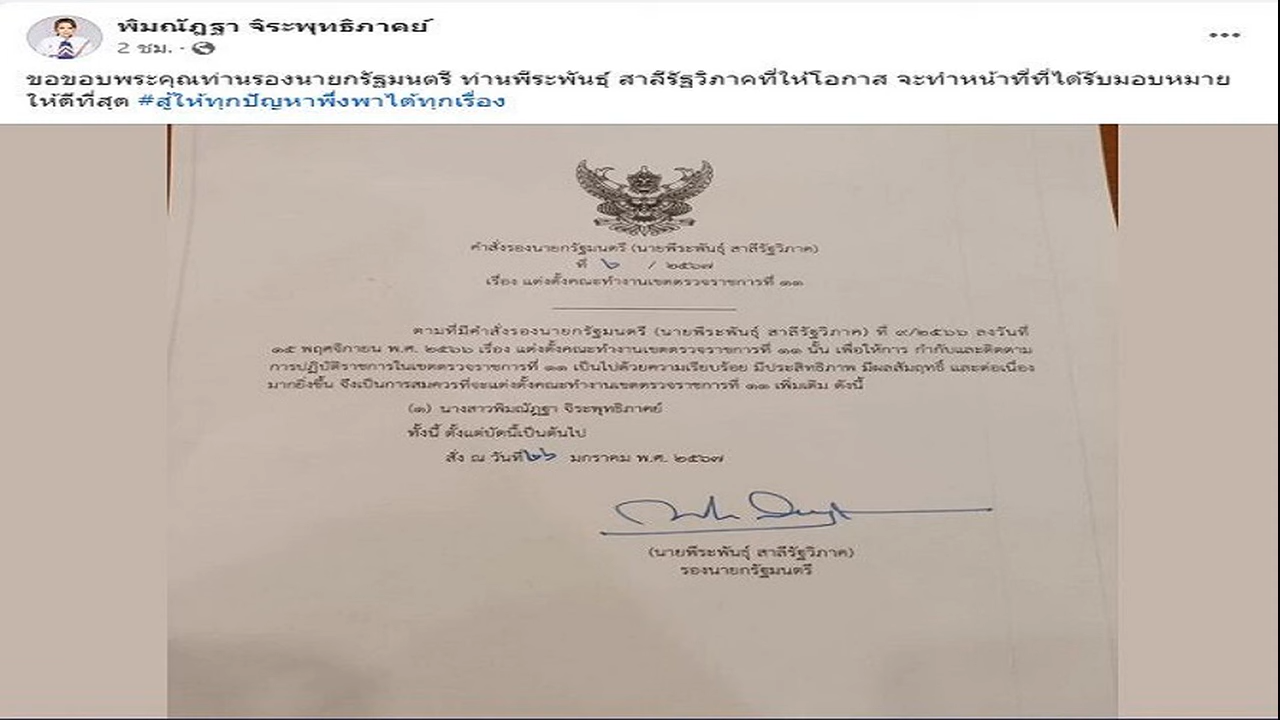 พิมณัฏฐา จิระพุทธิภาคย์
2 ชม. ·
ขอขอบพระคุณท่านรองนายกรัฐมนตรี ท่านพีระพันธุ์ สาลีรัฐวิภาคที่ให้โอกาส จะทำหน้าที่ที่ได้รับมอบหมาย
ให้ดีที่สุด #สู้ให้ทุกปัญหาพึ่งพาได้ทุกเรื่อง
คำสั่งรองนายกรัฐมนตรี (นายพีระพันธุ์ สาลีรัฐวิภาค)
ที่ ๖ / ๒๕๖๗
เรื่อง แต่งตั้งคณะทำงานเขตตรวจราชการที่ ๑๑
ตามที่มีคำสั่งรองนายกรัฐมนตรี (นายพีระพันธุ์ สาลีรัฐวิภาค) ที่ ๙/๒๕๖๖ ลงวันที่
๑๕ พฤศจิกายน พ.ศ. ๒๕๖๖ เรื่อง แต่งตั้งคณะทำงานเขตตรวจราชการที่ ๑๑ นั้น เพื่อให้การ กำกับและติดตาม
การปฏิบัติราชการในเขตตรวจราชการที่ ๑๑ เป็นไปด้วยความเรียบร้อย มีประสิทธิภาพ มีผลสัมฤทธิ์ และต่อเนื่อง
มากยิ่งขึ้น จึงเป็นการสมควรที่จะแต่งตั้งคณะทำงานเขตตรวจราชการที่ ๑๑ เพิ่มเติม ดังนี้
(๑) นางสาวพิมณัฏฐา จิระพุทธิภาคย์
ทั้งนี้ ตั้งแต่บัดนี้เป็นต้นไป
สั่ง ณ วันที่ ๒๖ มกราคม พ.ศ. ๒๕๖๗
(นายพีระพันธุ์ สาลีรัฐวิภาค)
รองนายกรัฐมนตรี